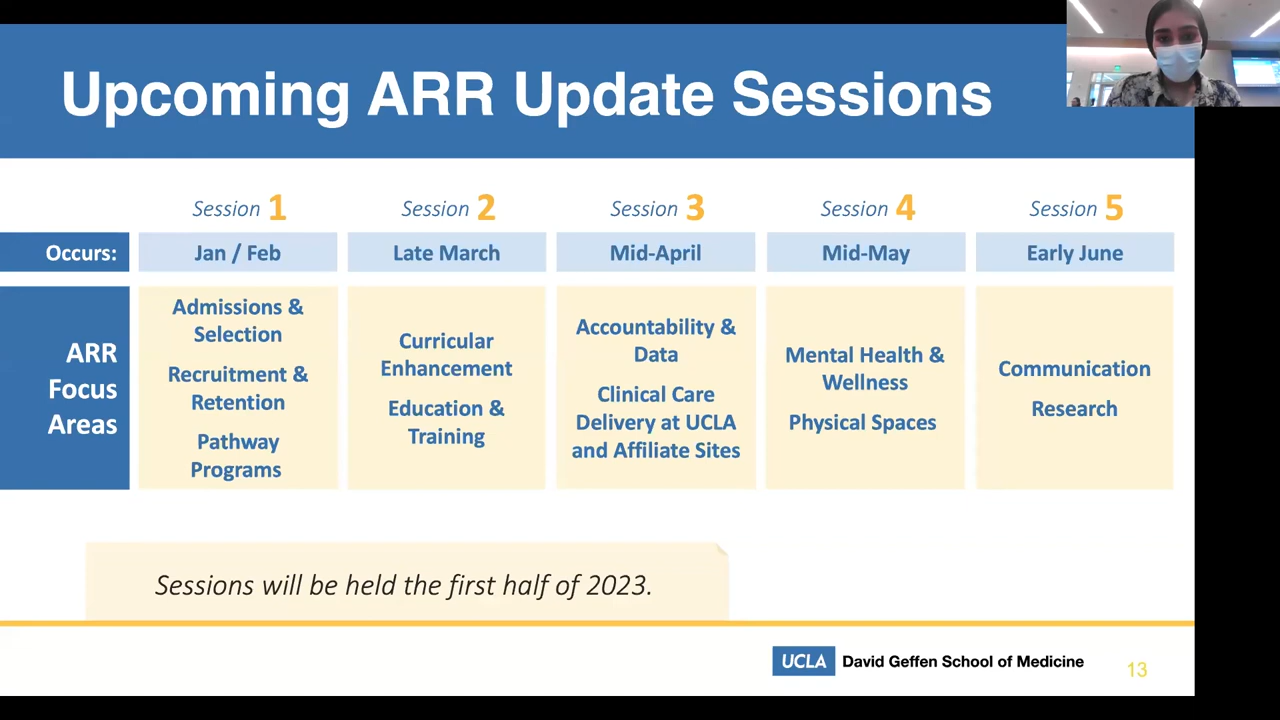 Upcoming ARR Update Sessions
Session 1
Session 2
Session 3
Session 4
Session 5
Occurs:
Jan / Feb
Late March
Mid-April
Mid-May
Early June
ARR
Focus
Areas
Admissions &
Selection
Recruitment &
Retention
Pathway
Programs
Curricular
Enhancement
Education &
Training
Accountability &
Data
Clinical Care
Delivery at UCLA
and Affiliate Sites
Mental Health &
Wellness
Physical Spaces
Communication
Research
Sessions will be held the first half of 2023.
UCLA David Geffen School of Medicine
13